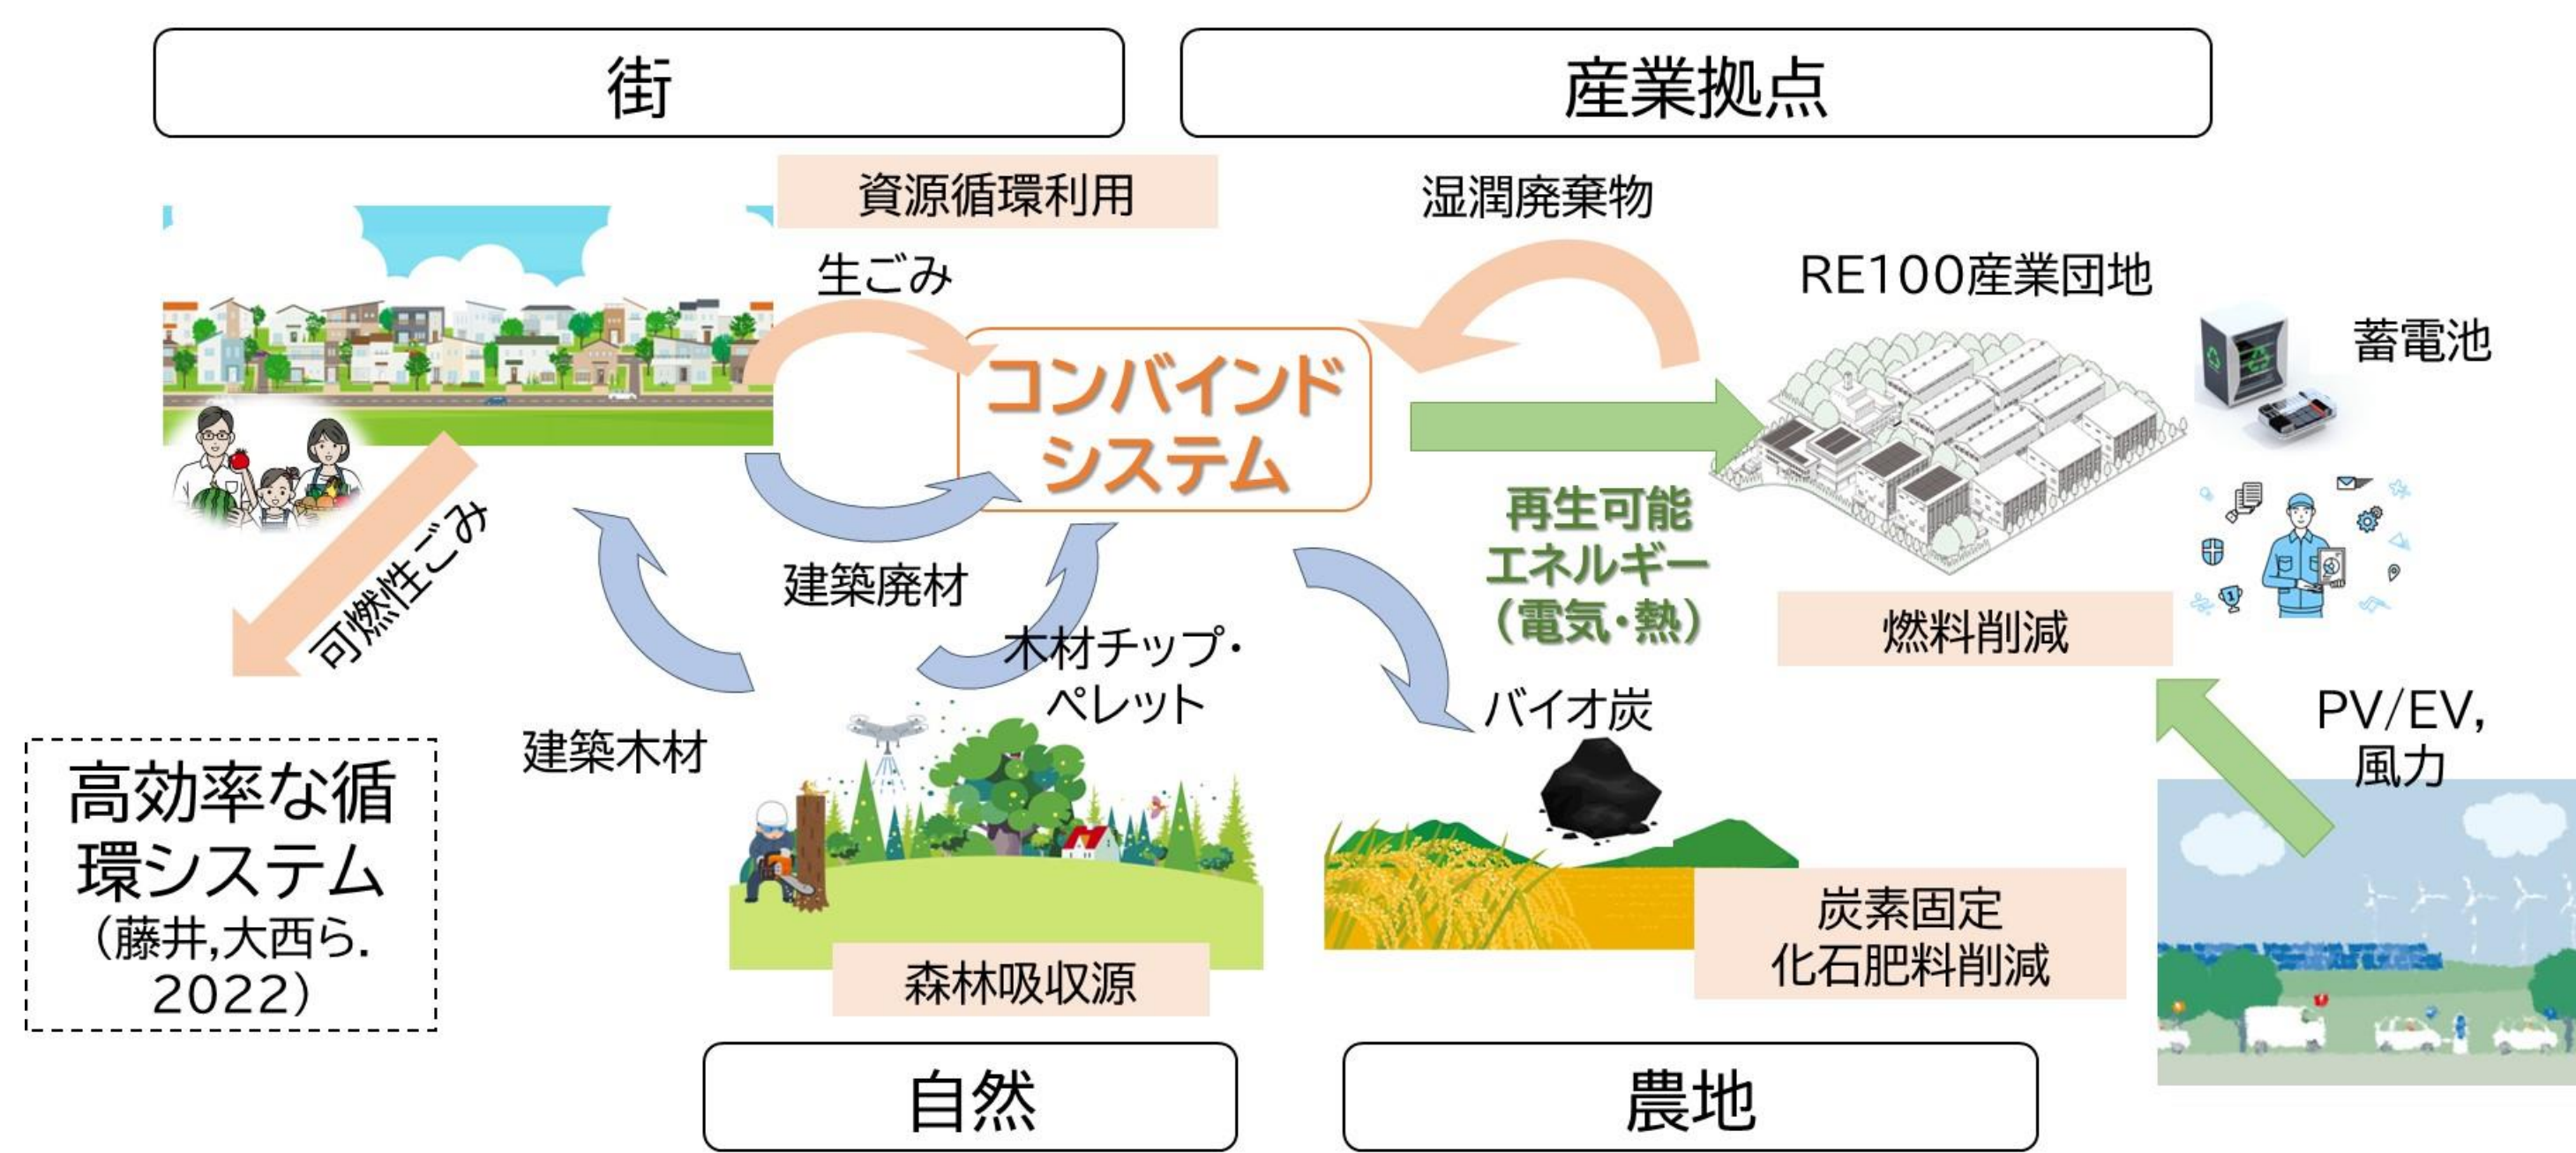 街
産業拠点
資源循環利用
湿潤廃棄物
生ごみ
RE100産業団地
蓄電池
コンバインド
システム
再生可能
エネルギー
（電気・熱）
可燃性ごみ
建築廃材
燃料削減
木材チップ・
ペレット
バイオ炭
PV/EV,
風力
建築木材
高効率な循
環システム
（藤井,大西ら.
2022）
炭素固定
化石肥料削減
森林吸収源
自然
農地